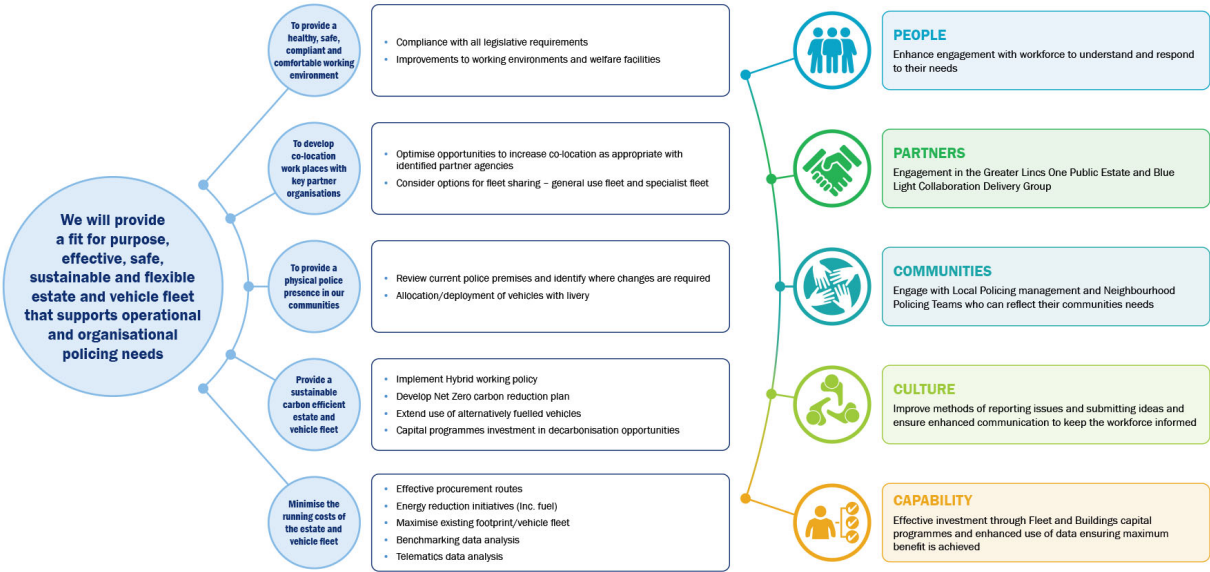 We will provide
a fit for purpose,
effective, safe,
sustainable and flexible
estate and vehicle fleet
that supports operational
and organisational
policing needs
To provide a
healthy, safe,
compliant and
comfortable working
environment
• Compliance with all legislative requirements
• Improvements to working environments and welfare facilities
To develop
co-location
work places with
key partner
organisations
• Optimise opportunities to increase co-location as appropriate with
identified partner agencies
• Consider options for fleet sharing – general use fleet and specialist fleet
To provide a
physical police
presence in our
communities
• Review current police premises and identify where changes are required
• Allocation/deployment of vehicles with livery
Provide a
sustainable
carbon efficient
estate and
vehicle fleet
• Implement Hybrid working policy
• Develop Net Zero carbon reduction plan
• Extend use of alternatively fuelled vehicles
• Capital programmes investment in decarbonisation opportunities
Minimise the
running costs of
the estate and
vehicle fleet
• Effective procurement routes
• Energy reduction initiatives (Inc. fuel)
• Maximise existing footprint/vehicle fleet
• Benchmarking data analysis
• Telematics data analysis
PEOPLE
Enhance engagement with workforce to understand and respond
to their needs
PARTNERS
Engagement in the Greater Lincs One Public Estate and Blue
Light Collaboration Delivery Group
COMMUNITIES
Engage with Local Policing management and Neighbourhood
Policing Teams who can reflect their communities needs
CULTURE
Improve methods of reporting issues and submitting ideas and
ensure enhanced communication to keep the workforce informed
CAPABILITY
Effective investment through Fleet and Buildings capital
programmes and enhanced use of data ensuring maximum
benefit is achieved